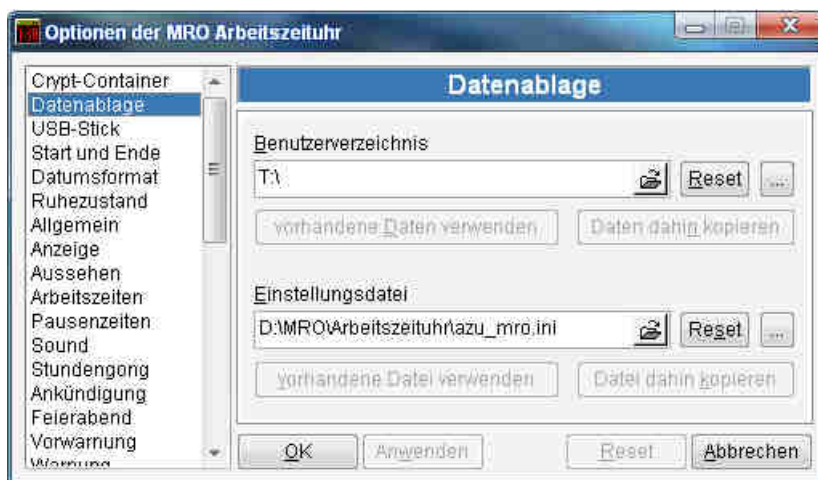 Optionen der MRO Arbeitszeituhr
Crypt-Container
Datenablage
USB-Stick
Start und Ende
Datumsformat
Ruhezustand
Allgemein
Anzeige
Aussehen
Arbeitszeiten
Pausenzeiten
Sound
Stundengong
Ankündigung
Feierabend
Vorwarnung
Warnung
Datenablage
Benutzerverzeichnis
T:\ Reset ...
vorhandene Daten verwenden Daten dahin kopieren
Einstellungsdatei
D:\MRO\Arbeitszeituhr\azu_mro.ini Reset ...
vorhandene Datei verwenden Datei dahin kopieren
OK Anwenden Reset Abbrechen